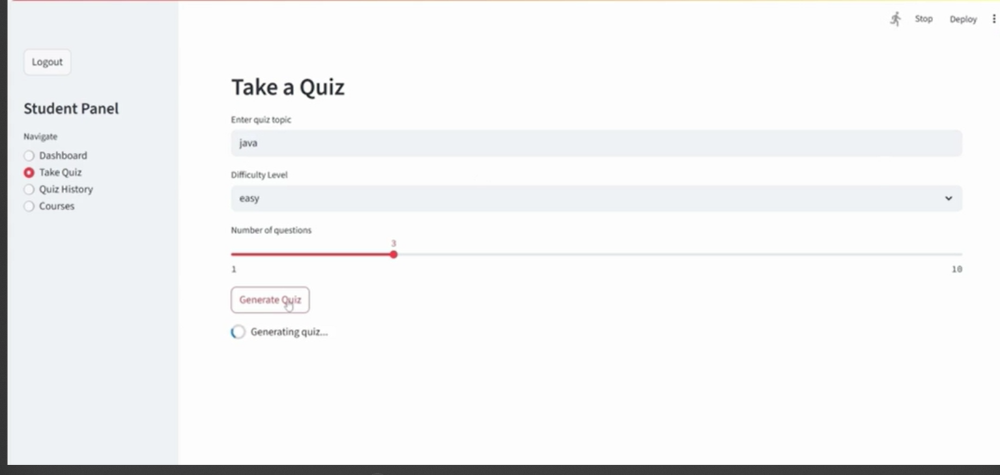 Stop Deploy
Logout
Student Panel
Navigate
Dashboard
Take Quiz
Quiz History
Courses
Take a Quiz
Enter quiz topic
java
Difficulty Level
easy
Number of questions
3
1 10
Generate Quiz
Generating quiz...